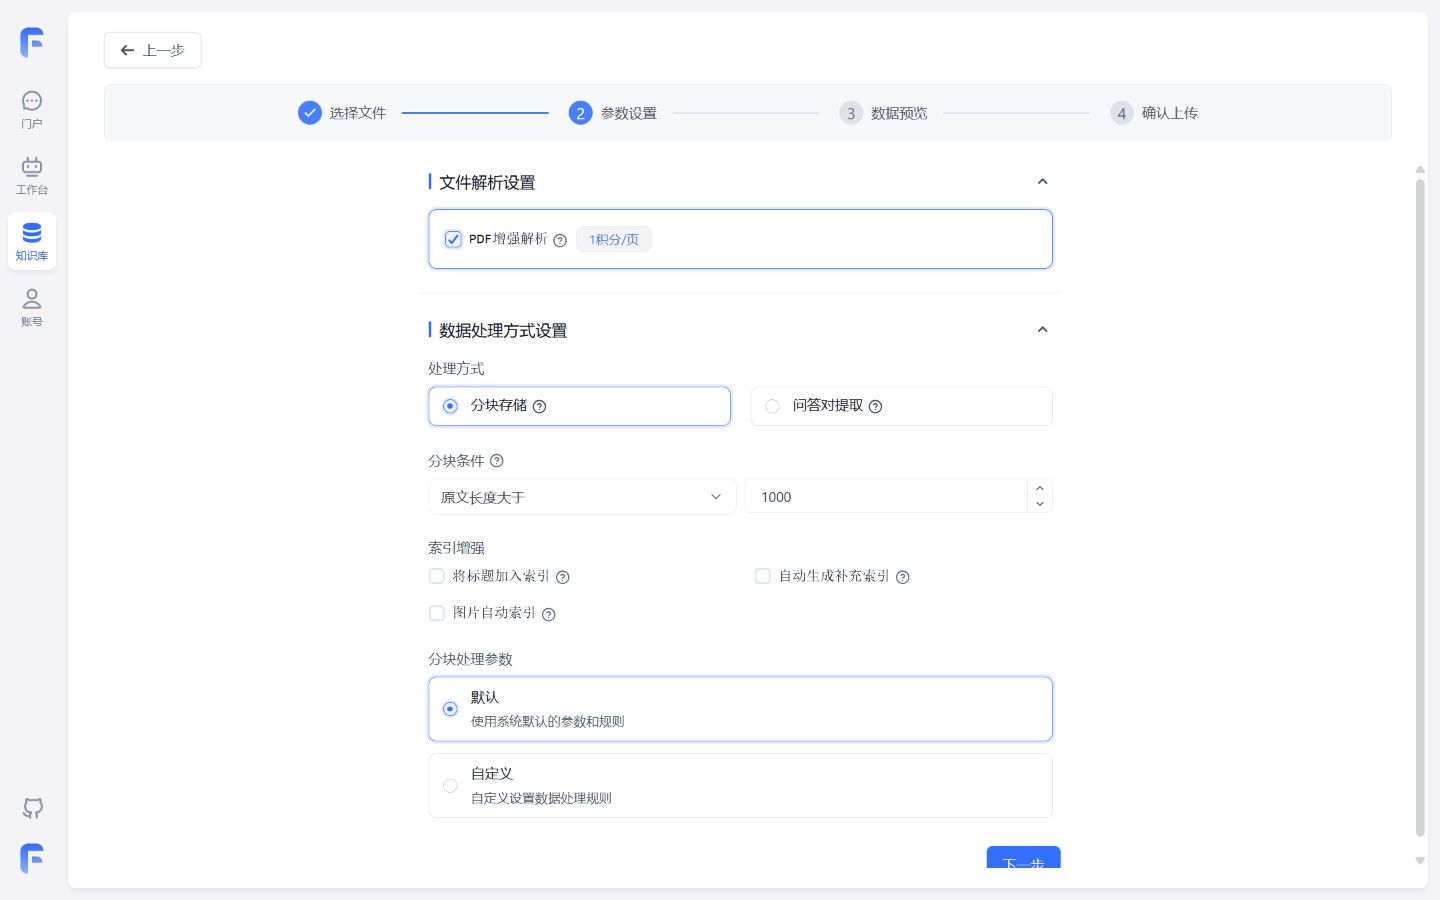 上一步
选择文件
2 参数设置
3 数据预览
4 确认上传
门户
工作台
知识库
账号
文件解析设置
PDF增强解析 1积分/页
数据处理方式设置
处理方式
分块存储 问答对提取
分块条件
原文长度大于 1000
索引增强
将标题加入索引 自动生成补充索引
图片自动索引
分块处理参数
默认
使用系统默认的参数和规则
自定义
自定义设置数据处理规则
下一步